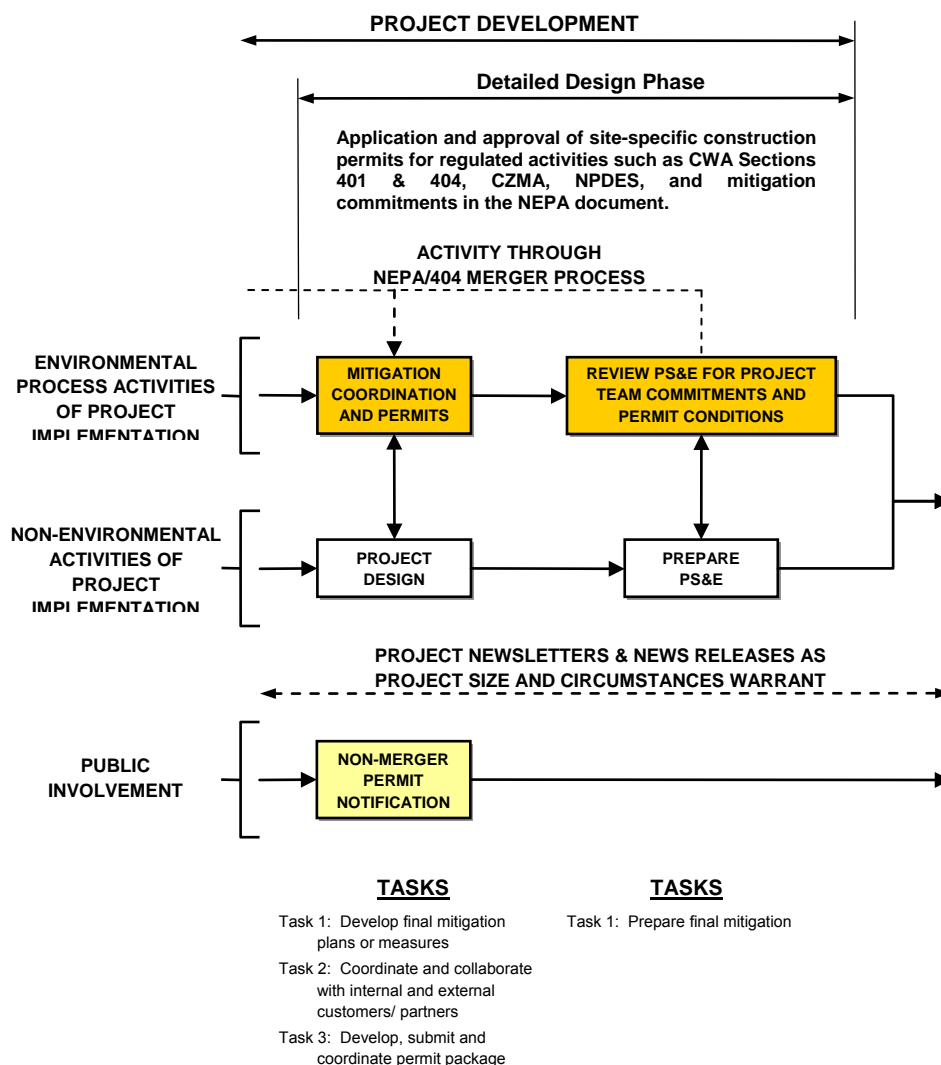 PROJECT DEVELOPMENT
Detailed Design Phase
Application and approval of site-specific construction
permits for regulated activities such as CWA Sections
401 & 404, CZMA, NPDES, and mitigation
commitments in the NEPA document.
ACTIVITY THROUGH
NEPA/404 MERGER PROCESS
ENVIRONMENTAL
PROCESS ACTIVITIES
OF PROJECT
IMPLEMENTATION
MITIGATION
COORDINATION
AND PERMITS
REVIEW PS&E FOR PROJECT
TEAM COMMITMENTS AND
PERMIT CONDITIONS
NON-ENVIRONMENTAL
ACTIVITIES OF
PROJECT
IMPLEMENTATION
PROJECT
DESIGN
PREPARE
PS&E
PROJECT NEWSLETTERS & NEWS RELEASES AS
PROJECT SIZE AND CIRCUMSTANCES WARRANT
PUBLIC
INVOLVEMENT
NON-MERGER
PERMIT
NOTIFICATION
TASKS
Task 1: Develop final mitigation
plans or measures
Task 2: Coordinate and collaborate
with internal and external
customers/ partners
Task 3: Develop, submit and
coordinate permit package
TASKS
Task 1: Prepare final mitigation